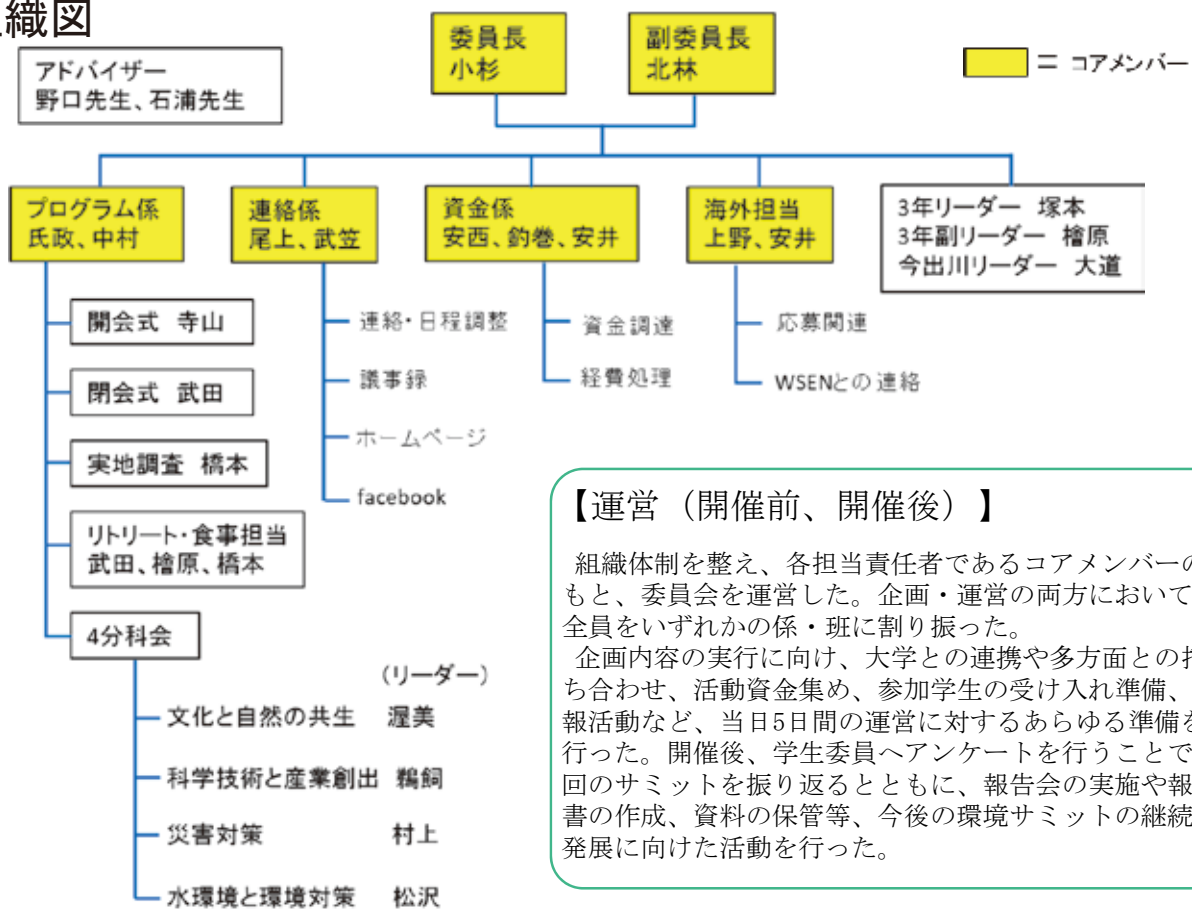 織図
アドバイザー
野口先生、石浦先生
委員長
小杉
副委員長
北林
= コアメンバー
プログラム係
氏政、中村
連絡係
尾上、武笠
資金係
安西、釣巻、安井
海外担当
上野、安井
3年リーダー 塚本
3年副リーダー 檜原
今出川リーダー 大道
開会式 寺山
閉会式 武田
実地調査 橋本
リトリート・食事担当
武田、檜原、橋本
4分科会
(リーダー)
文化と自然の共生 渥美
科学技術と産業創出 鵜飼
災害対策 村上
水環境と環境対策 松沢
連絡・日程調整
議事録
ホームページ
facebook
資金調達
経費処理
応募関連
WSENとの連絡
【運営（開催前、開催後）】
組織体制を整え、各担当責任者であるコアメンバーの
もと、委員会を運営した。企画・運営の両方において
全員をいずれかの係・班に割り振った。
企画内容の実行に向け、大学との連携や多方面との
ち合わせ、活動資金集め、参加学生の受け入れ準備、
報活動など、当日5日間の運営に対するあらゆる準備を
行った。開催後、学生委員へアンケートを行うことで
回のサミットを振り返るとともに、報告会の実施や報
書の作成、資料の保管等、今後の環境サミットの継続
発展に向けた活動を行った。